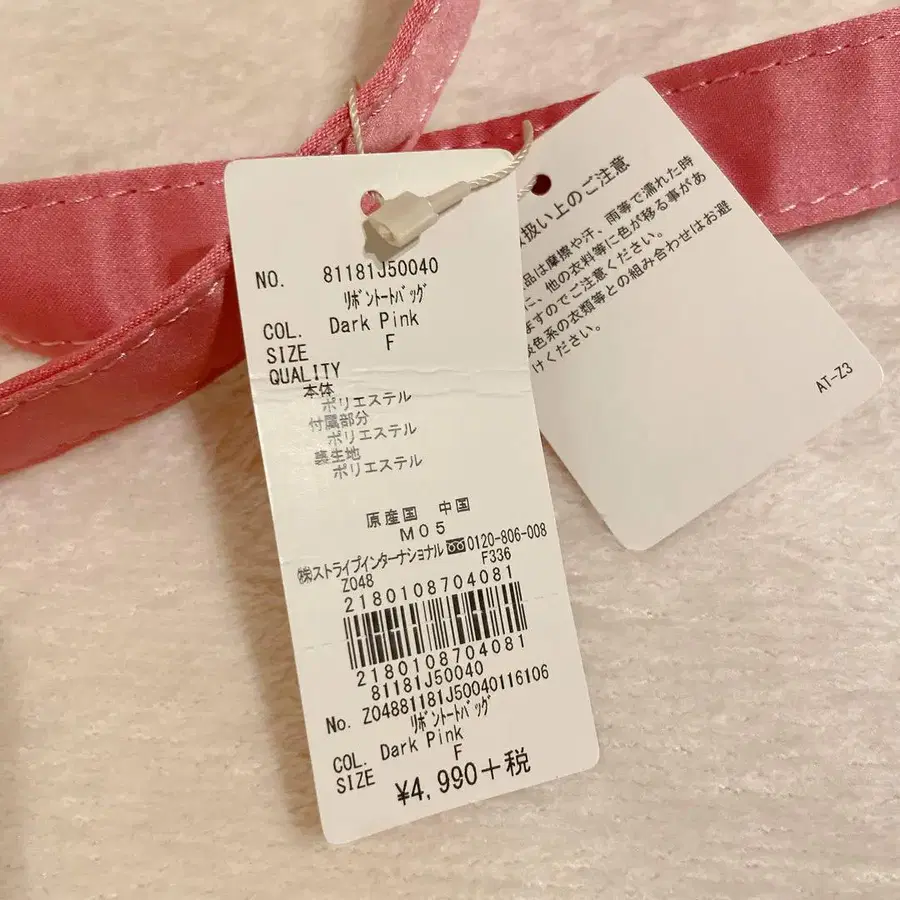 NO. 81181J50040
ﾘﾎﾞﾝﾄｰﾄﾊﾞｯｸﾞ
COL. Dark Pink
SIZE F
QUALITY
本体
ポリエステル
付属部分
ポリエステル
裏生地
ポリエステル
原産国 中国
M05
㈱ストライプインターナショナル 0120-806-008
Z048 F336
2180108704081
2180108704081
81181J50040
No. Z04881181J50040116106
ﾘﾎﾞﾝﾄｰﾄﾊﾞｯｸﾞ
COL. Dark Pink
SIZE F
¥4,990+税
扱い上のご注意
品は摩擦や汗、雨等で濡れた時
に、他の衣料等に色が移る事があ
ますのでご注意ください。
色系の衣類等との組み合わせはお避
けください。
AT-Z3